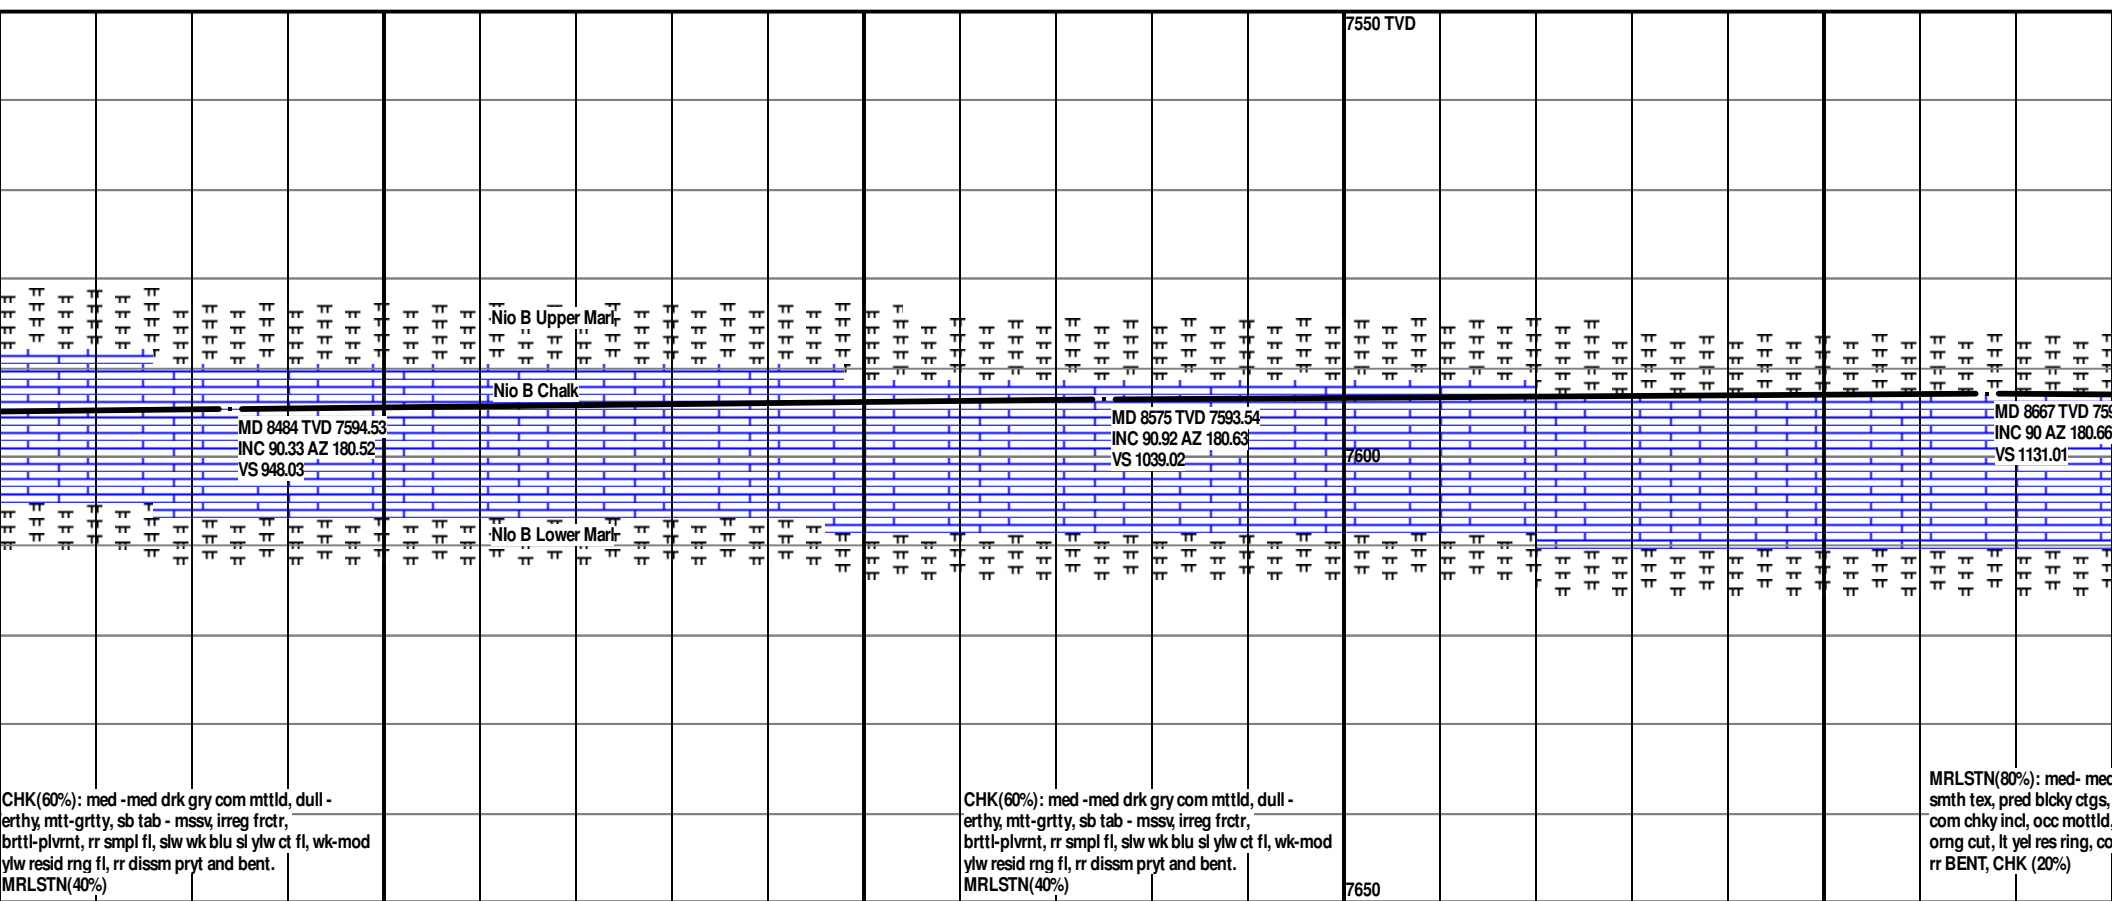 7550 TVD
Nio B Upper Marl
Nio B Chalk
MD 8484 TVD 7594.53
INC 90.33 AZ 180.52
VS 948.03
MD 8575 TVD 7593.54
INC 90.92 AZ 180.63
VS 1039.02
7600
MD 8667 TVD 759
INC 90 AZ 180.66
VS 1131.01
NIo B Lower Marl
CHK(60%): med -med drk gry com mttld, dull -
erthy, mtt-grtty, sb tab - mssv, irreg frctr,
brttl-plvrnt, rr smpl fl, slw wk blu sl ylw ct fl, wk-mod
ylw resid rng fl, rr dissm pryt and bent.
MRLSTN(40%)
CHK(60%): med -med drk gry com mttld, dull -
erthy, mtt-grtty, sb tab - mssv, irreg frctr,
brttl-plvrnt, rr smpl fl, slw wk blu sl ylw ct fl, wk-mod
ylw resid rng fl, rr dissm pryt and bent.
MRLSTN(40%)
MRLSTN(80%): med- med
smth tex, pred blcky ctgs,
com chky incl, occ mottld,
orng cut, lt yel res ring, co
rr BENT, CHK (20%)
7650